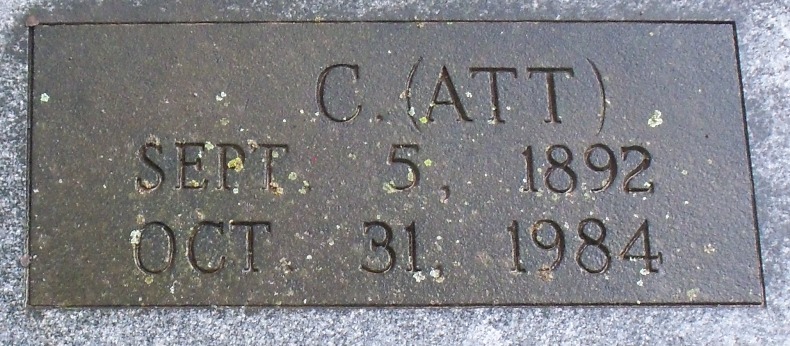 C. (ATT)
SEPT. 5, 1892
OCT. 31, 1984